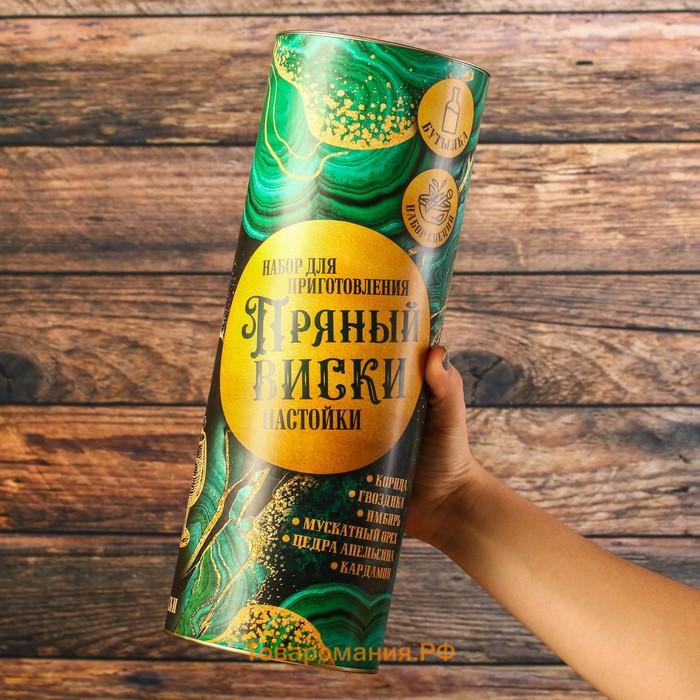 БУТЫЛКА
НАБОР СПЕЦИЙ
НАБОР ДЛЯ
ПРИГОТОВЛЕНИЯ
ПРЯНЫЙ
ВИСКИ
НАСТОЙКИ
• КОРИЦА
• ГВОЗДИКА
• ИМБИРЬ
• МУСКАТНЫЙ ОРЕХ
• ЦЕДРА АПЕЛЬСИНА
• КАРДАМОН
Товаромания.РФ